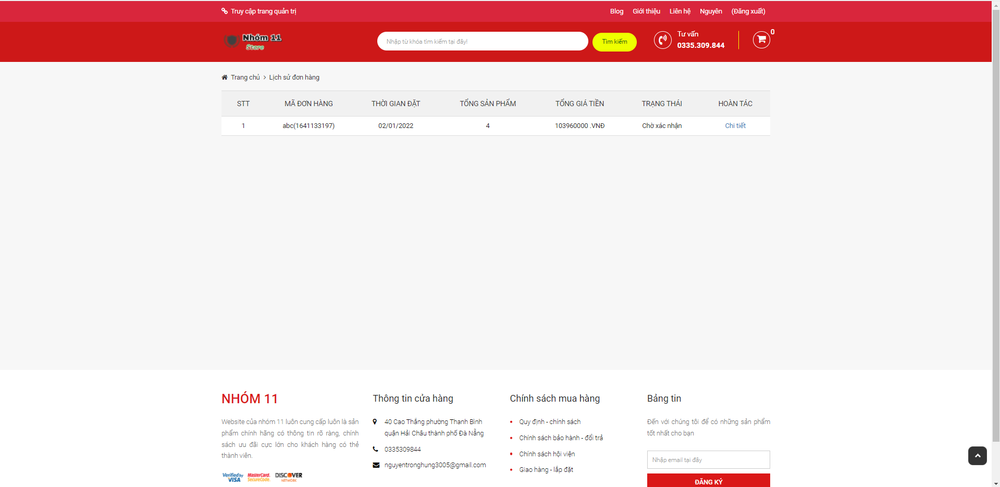 Truy cập trang quản trị
Blog Giới thiệu Liên hệ Nguyên (Đăng xuất)
Nhóm 11
Store
Nhập từ khóa tìm kiếm tại đây!
Tìm kiếm
Tư vấn
0335.309.844
0
Trang chủ > Lịch sử đơn hàng
STT MÃ ĐƠN HÀNG THỜI GIAN ĐẶT TỔNG SẢN PHẨM TỔNG GIÁ TIỀN TRẠNG THÁI HOÀN TÁC
1 abc(1641133197) 02/01/2022 4 103960000 .VNĐ Chờ xác nhận Chi tiết
NHÓM 11
Website của nhóm 11 luôn cung cấp luôn là sản
phẩm chính hãng có thông tin rõ ràng, chính
sách ưu đãi cực lớn cho khách hàng có thẻ
thành viên.
Verified by
VISA
MasterCard.
SecureCode.
DISCOVER
NETWORK
Thông tin cửa hàng
40 Cao Thắng phường Thanh Bình
quận Hải Châu thành phố Đà Nẵng
0335309844
nguyentronghung3005@gmail.com
Chính sách mua hàng
Quy định - chính sách
Chính sách bảo hành - đổi trả
Chính sách hội viện
Giao hàng - lắp đặt
Bảng tin
Đến với chúng tôi để có những sản phẩm
tốt nhất cho bạn
Nhập email tại đây
ĐĂNG KÝ